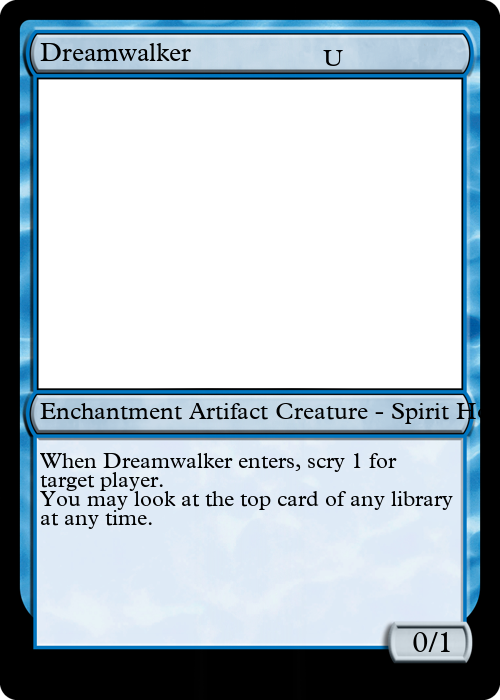 Dreamwalker U
Enchantment Artifact Creature - Spirit
When Dreamwalker enters, scry 1 for
target player.
You may look at the top card of any library
at any time.
0/1